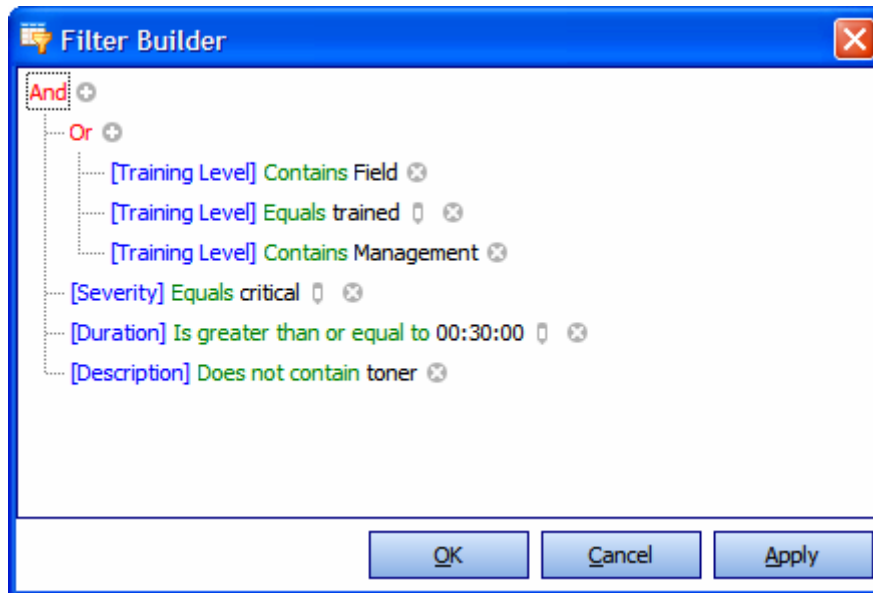 Filter Builder
And
Or
[Training Level] Contains Field
[Training Level] Equals trained
[Training Level] Contains Management
[Severity] Equals critical
[Duration] Is greater than or equal to 00:30:00
[Description] Does not contain toner
OK Cancel Apply